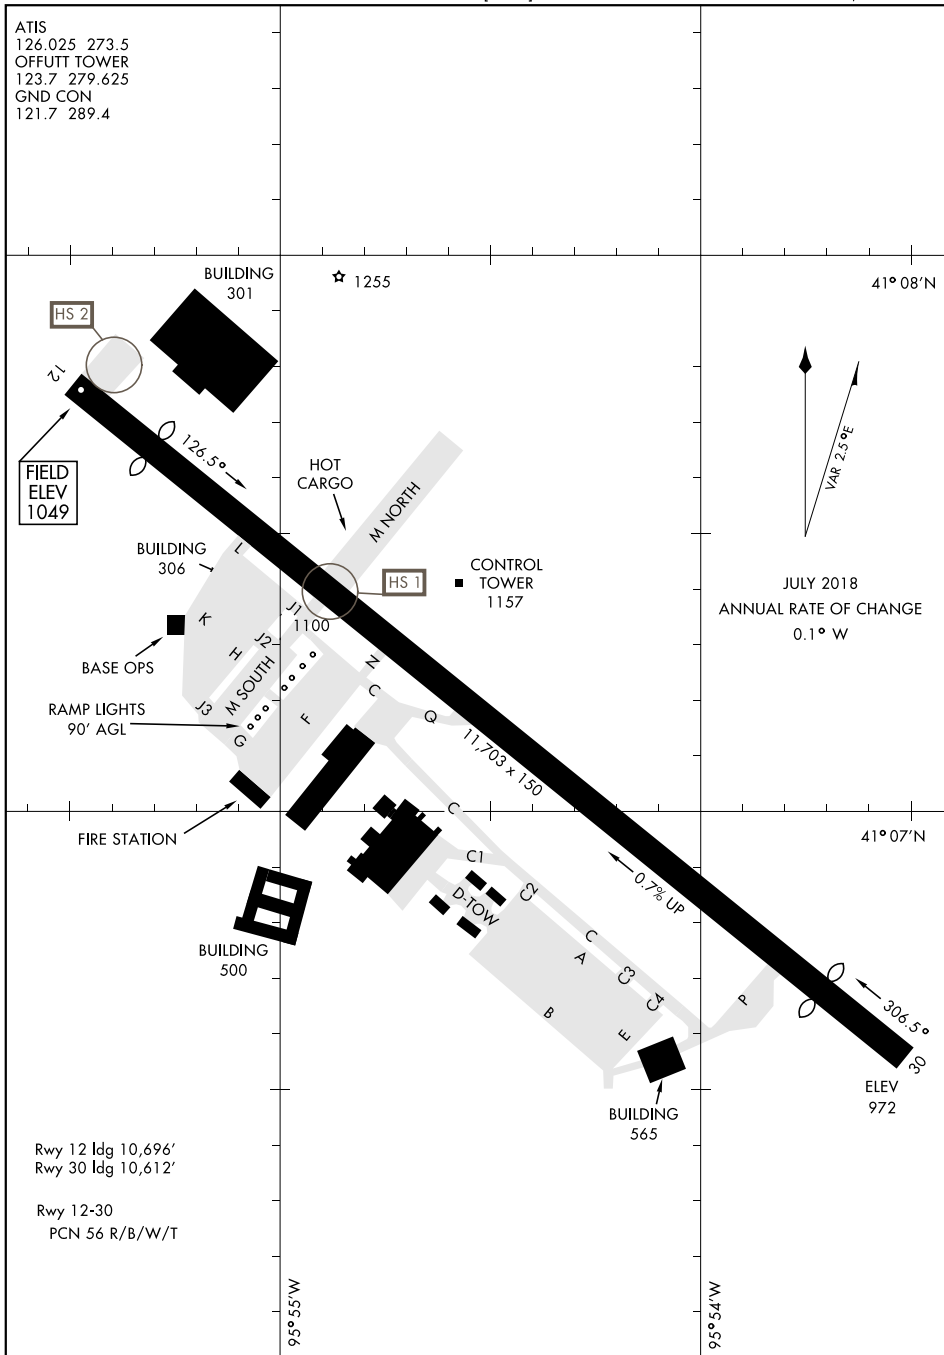 ATIS
126.025 273.5
OFFUTT TOWER
123.7 279.625
GND CON
121.7 289.4
BUILDING
301
1255
41°08'N
HS 2
12
126.5°
FIELD
ELEV
1049
HOT
CARGO
M NORTH
VAR 2.5°E
L
BUILDING
306
HS 1
CONTROL
TOWER
1157
JULY 2018
ANNUAL RATE OF CHANGE
0.1° W
K
J1
1100
J2
H
BASE OPS
N
C
M SOUTH
J3
RAMP LIGHTS
90' AGL
G
F
Q
11,703 x 150
FIRE STATION
C
41°07'N
C1
C2
D-TOW
0.7% UP
BUILDING
500
C
A
C3
C4
B
E
P
306.5°
30
ELEV
972
BUILDING
565
Rwy 12 ldg 10,696'
Rwy 30 ldg 10,612'
Rwy 12-30
PCN 56 R/B/W/T
95°55'W
95°54'W